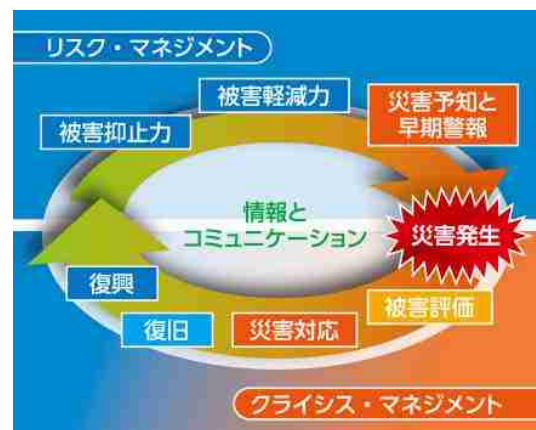 リスク・マネジメント
被害軽減力
災害予知と
早期警報
被害抑止力
情報と
コミュニケーション
災害発生
復興
被害評価
復旧
災害対応
クライシス・マネジメント